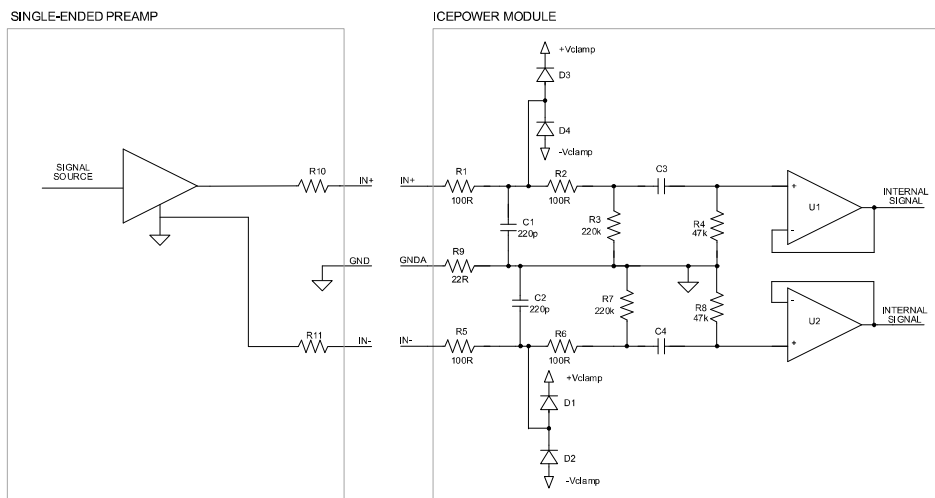 SINGLE-ENDED PREAMP
ICEPOWER MODULE
+Vclamp
D3
D4
-Vclamp
SIGNAL
SOURCE
R10
IN+
IN+
R1
100R
R2
100R
C3
+
-
U1
INTERNAL
SIGNAL
C1
220p
R3
220k
R4
47k
GND
GNDA
R9
22R
C2
220p
R7
220k
R8
47k
-
+
U2
INTERNAL
SIGNAL
R11
IN-
IN-
R5
100R
R6
100R
C4
+Vclamp
D1
D2
-Vclamp